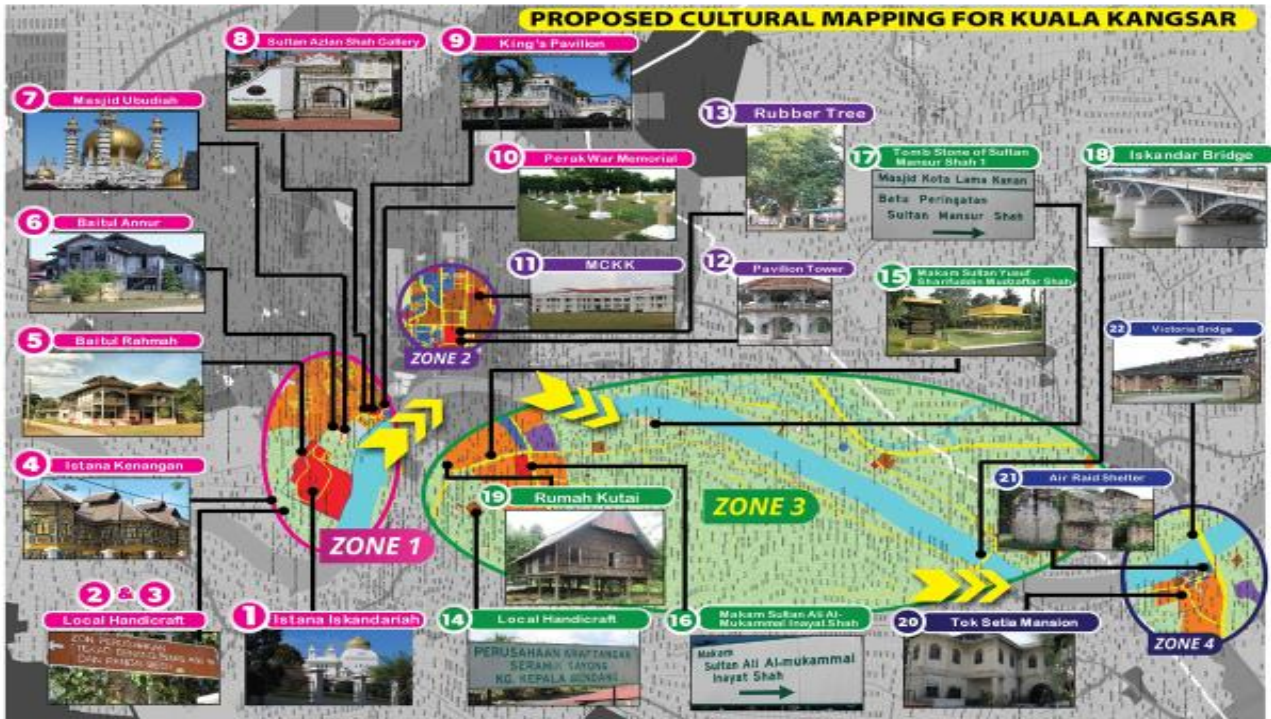 PROPOSED CULTURAL MAPPING FOR KUALA KANGSAR
8 Sultan Azlan Shah Gallery
9 King's Pavilion
7 Masjid Ubudiah
13 Rubber Tree
10 Perak War Memorial
17 Tomb Stone of Sultan
Mansur Shah 1
Masjid Kota Lama Kanan
Batu Peringatan
Sultan Mansur Shah
18 Iskandar Bridge
6 Baitul Annur
11 MCKK
12 Pavilion Tower
15 Makam Sultan Yusuf
Sharifuddin Mudzaffar Shah
ZONE 2
22 Victoria Bridge
5 Baitul Rahmah
4 Istana Kenangan
19 Rumah Kutai
ZONE 3
21 Air Raid Shelter
ZONE 1
2 & 3
Local Handicraft
1 Istana Iskandariah
14 Local Handicraft
PERUSAHAAN KRAFTANGAN
SERAMIK SAYONG
KG. KEPALA BENDANG
16 Makam Sultan Ali Al-
Mukammal Inayat Shah
Makam
Sultan Ali Al-mukammal
Inayat Shah
20 Tok Setia Mansion
ZONE 4